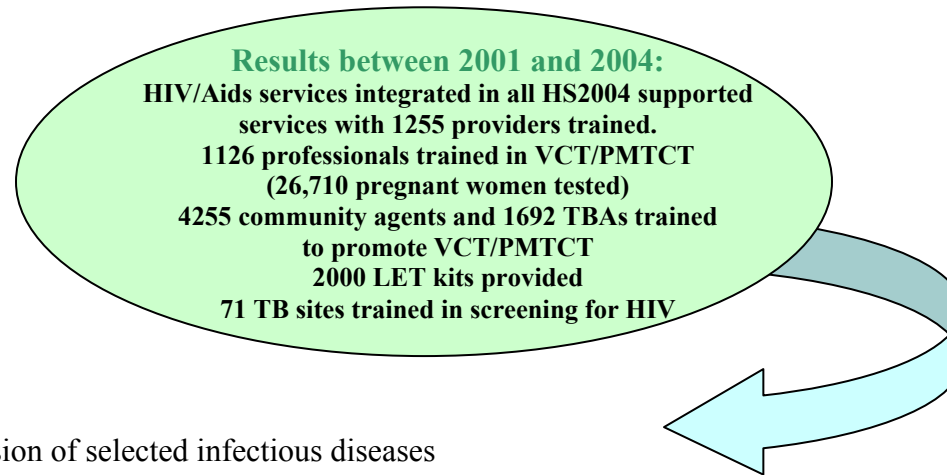 Results between 2001 and 2004:
HIV/Aids services integrated in all HS2004 supported
services with 1255 providers trained.
1126 professionals trained in VCT/PMTCT
(26,710 pregnant women tested)
4255 community agents and 1692 TBAs trained
to promote VCT/PMTCT
2000 LET kits provided
71 TB sites trained in screening for HIV
sion of selected infectious diseases